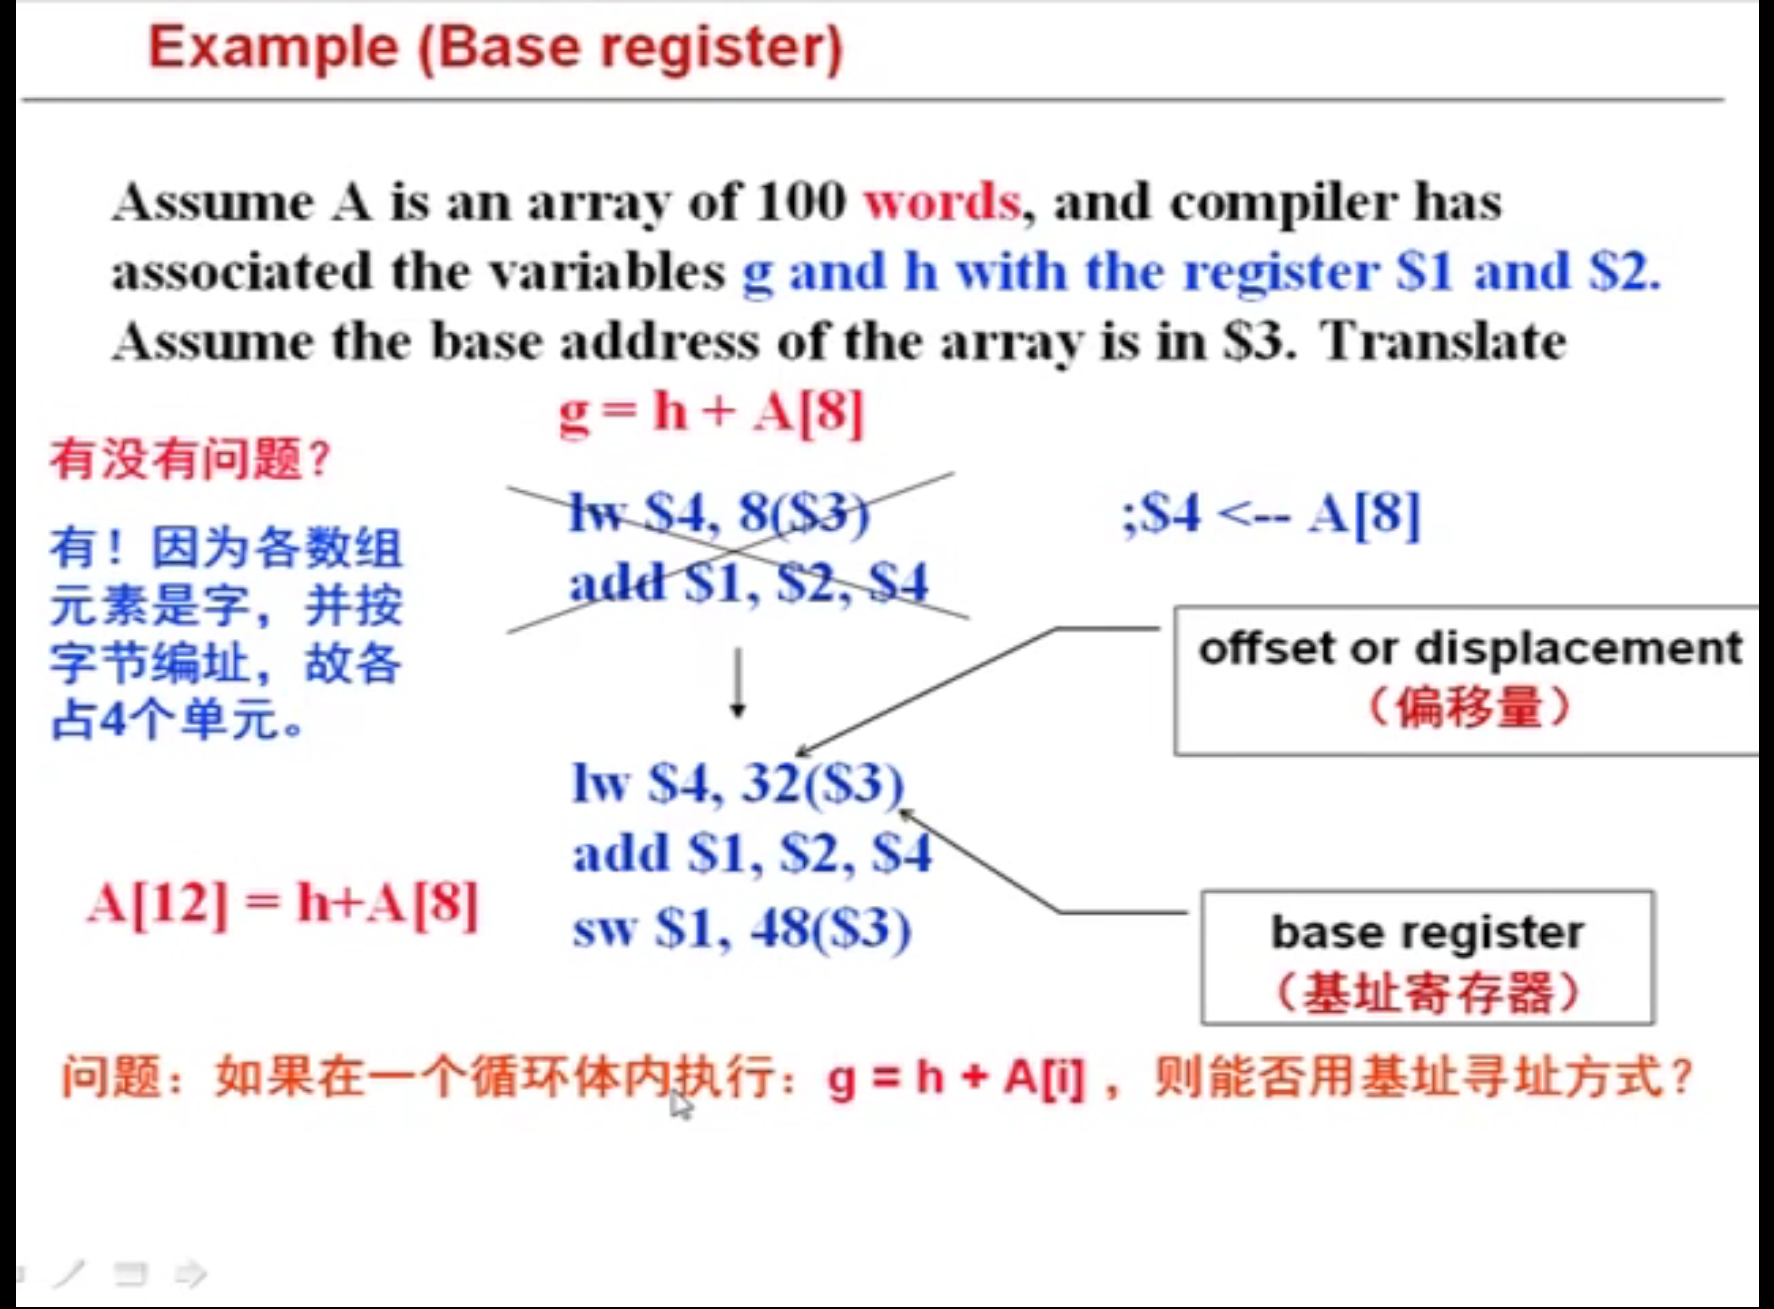 Example (Base register)
Assume A is an array of 100 words, and compiler has
associated the variables g and h with the register $1 and $2.
Assume the base address of the array is in $3. Translate
g = h + A[8]
有没有问题?
有！因为各数组
元素是字，并按
字节编址，故各
占4个单元。
lw $4, 8($3)
;$4 <-- A[8]
add $1, $2, $4
offset or displacement
（偏移量）
lw $4, 32($3)
add $1, $2, $4
sw $1, 48($3)
A[12] = h+A[8]
base register
（基址寄存器）
问题：如果在一个循环体内执行：g = h + A[i]，则能否用基址寻址方式？